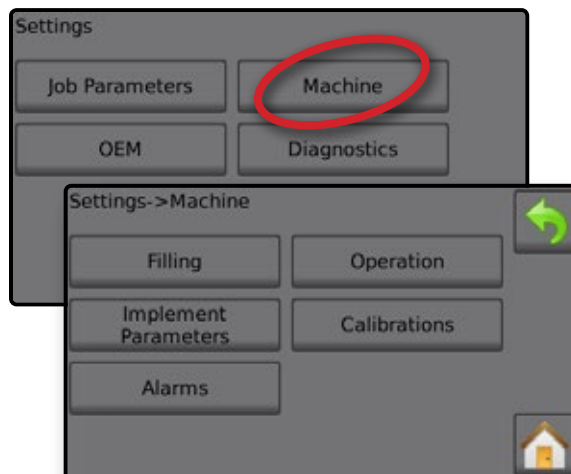 Settings
Job Parameters
Machine
OEM
Diagnostics
Settings->Machine
Filling
Operation
Implement
Parameters
Calibrations
Alarms